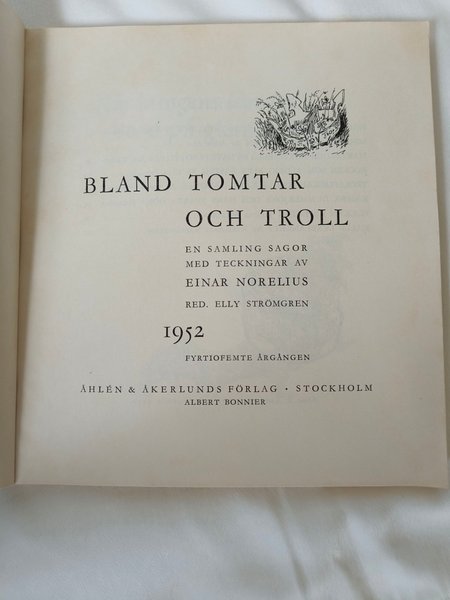 BLAND TOMTAR
OCH TROLL
EN SAMLING SAGOR
MED TECKNINGAR AV
EINAR NORELIUS
RED. ELLY STRÖMGREN
1952
FYRTIOFEMTE ÅRGÅNGEN
ÅHLÉN & ÅKERLUNDS FÖRLAG · STOCKHOLM
ALBERT BONNIER